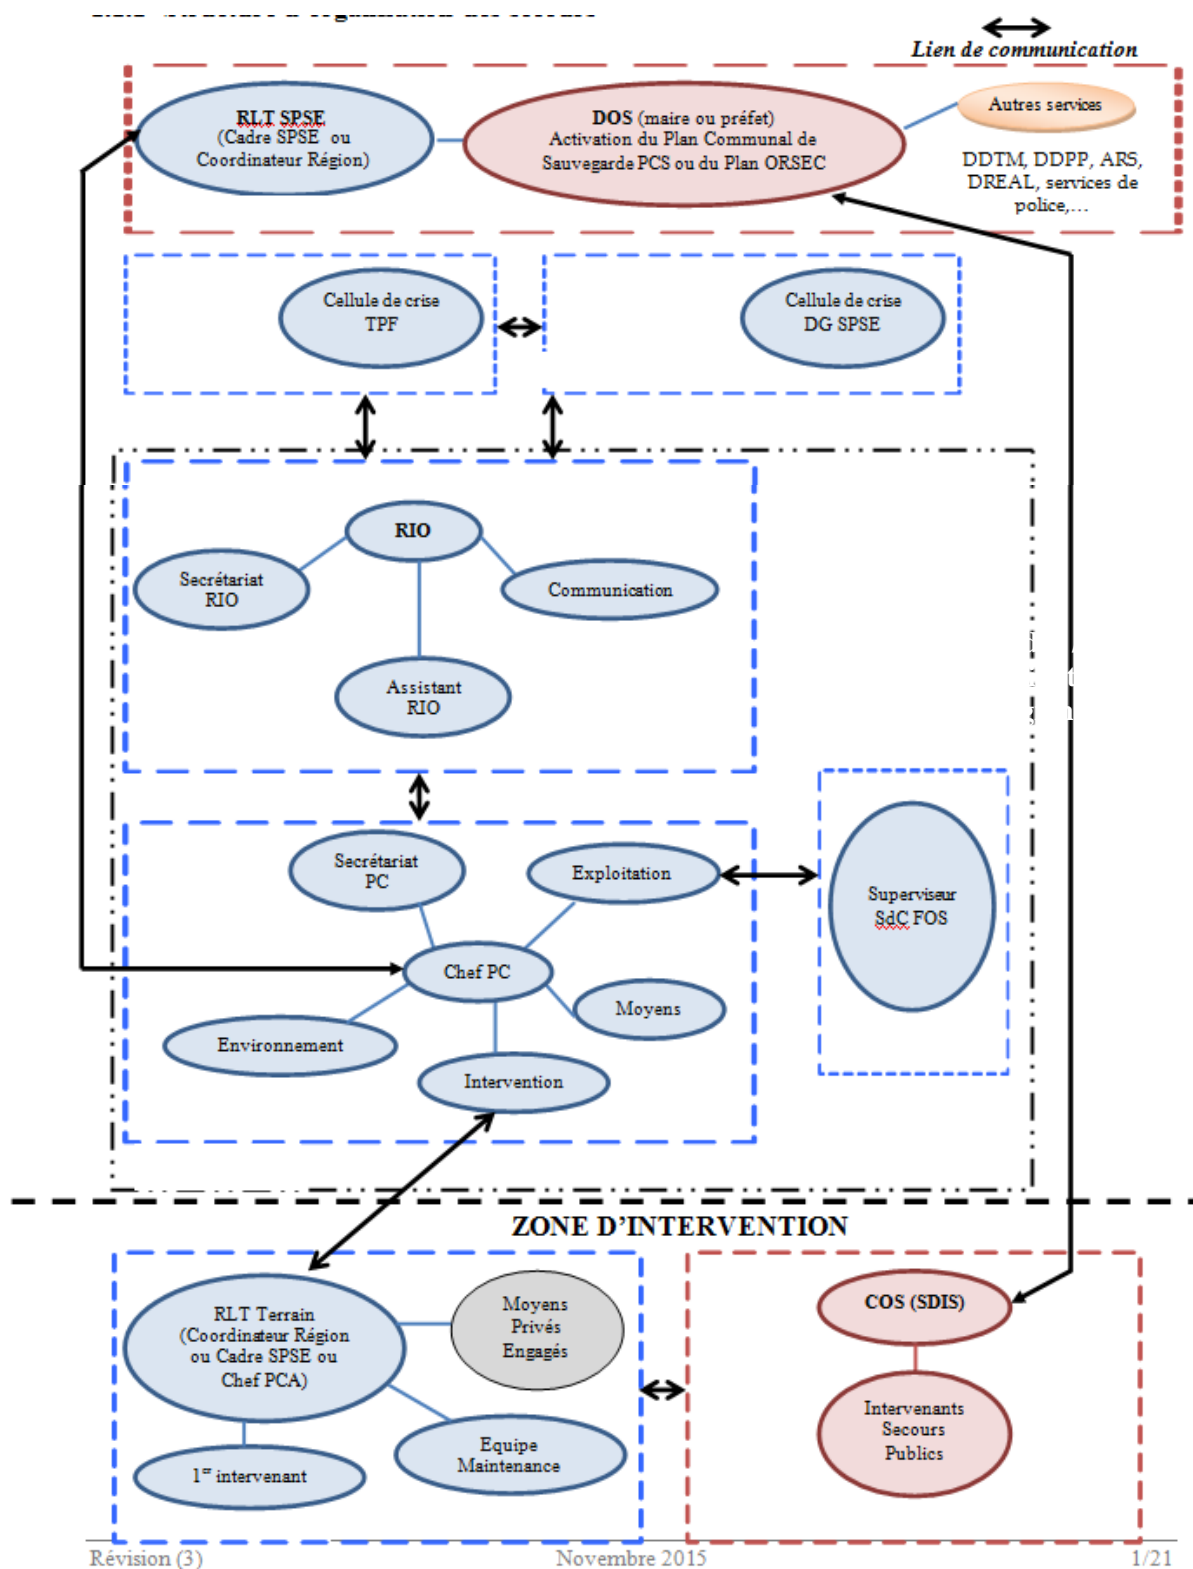 Lien de communication
RLT SPSE
(Cadre SPSE ou
Coordinateur Région)
DOS (maire ou préfet)
Activation du Plan Communal de
Sauvegarde PCS ou du Plan ORSEC
Autres services
DDTM, DDPP, ARS,
DREAL, services de
police,…
Cellule de crise
TPF
Cellule de crise
DG SPSE
RIO
Secrétariat
RIO
Communication
Assistant
RIO
Secrétariat
PC
Exploitation
Superviseur
SdC FOS
Chef PC
Moyens
Environnement
Intervention
ZONE D'INTERVENTION
RLT Terrain
(Coordinateur Région
ou Cadre SPSE ou
Chef PCA)
Moyens
Privés
Engagés
COS (SDIS)
Intervenants
Secours
Publics
Equipe
Maintenance
1er intervenant
Révision (3)
Novembre 2015
1/21